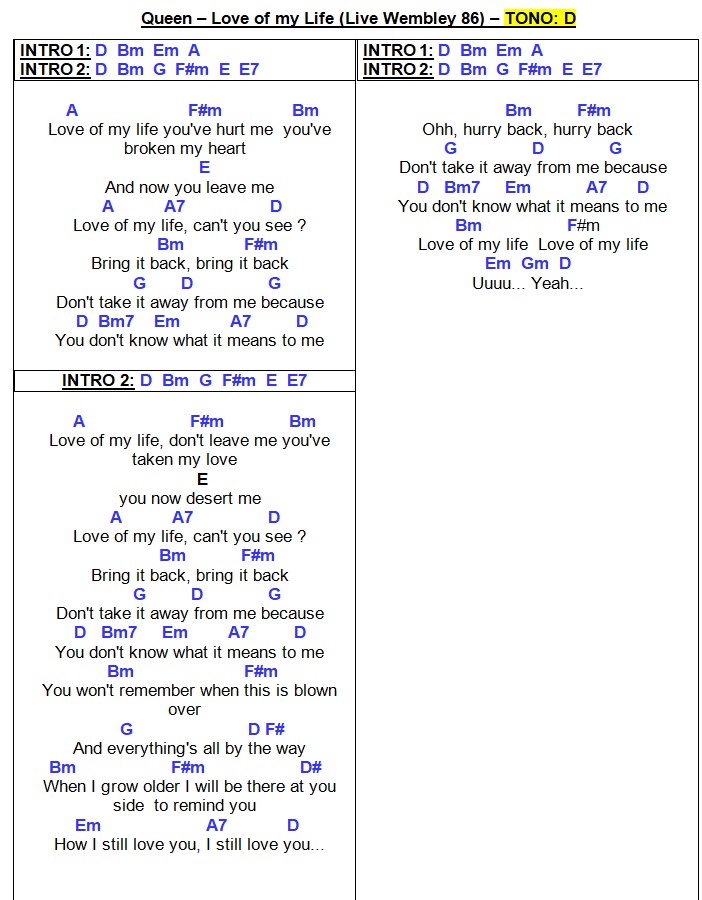 Queen – Love of my Life (Live Wembley 86) – TONO: D
INTRO 1: D Bm Em A
INTRO 2: D Bm G F#m E E7
A F#m Bm
Love of my life you've hurt me you've
broken my heart
E
And now you leave me
A A7 D
Love of my life, can't you see ?
Bm F#m
Bring it back, bring it back
G D G
Don't take it away from me because
D Bm7 Em A7 D
You don't know what it means to me
INTRO 2: D Bm G F#m E E7
A F#m Bm
Love of my life, don't leave me you've
taken my love
E
you now desert me
A A7 D
Love of my life, can't you see ?
Bm F#m
Bring it back, bring it back
G D G
Don't take it away from me because
D Bm7 Em A7 D
You don't know what it means to me
Bm F#m
You won't remember when this is blown
over
G D F#
And everything's all by the way
Bm F#m D#
When I grow older I will be there at you
side to remind you
Em A7 D
How I still love you, I still love you...
INTRO 1: D Bm Em A
INTRO 2: D Bm G F#m E E7
Bm F#m
Ohh, hurry back, hurry back
G D G
Don't take it away from me because
D Bm7 Em A7 D
You don't know what it means to me
Bm F#m
Love of my life Love of my life
Em Gm D
Uuuu... Yeah...